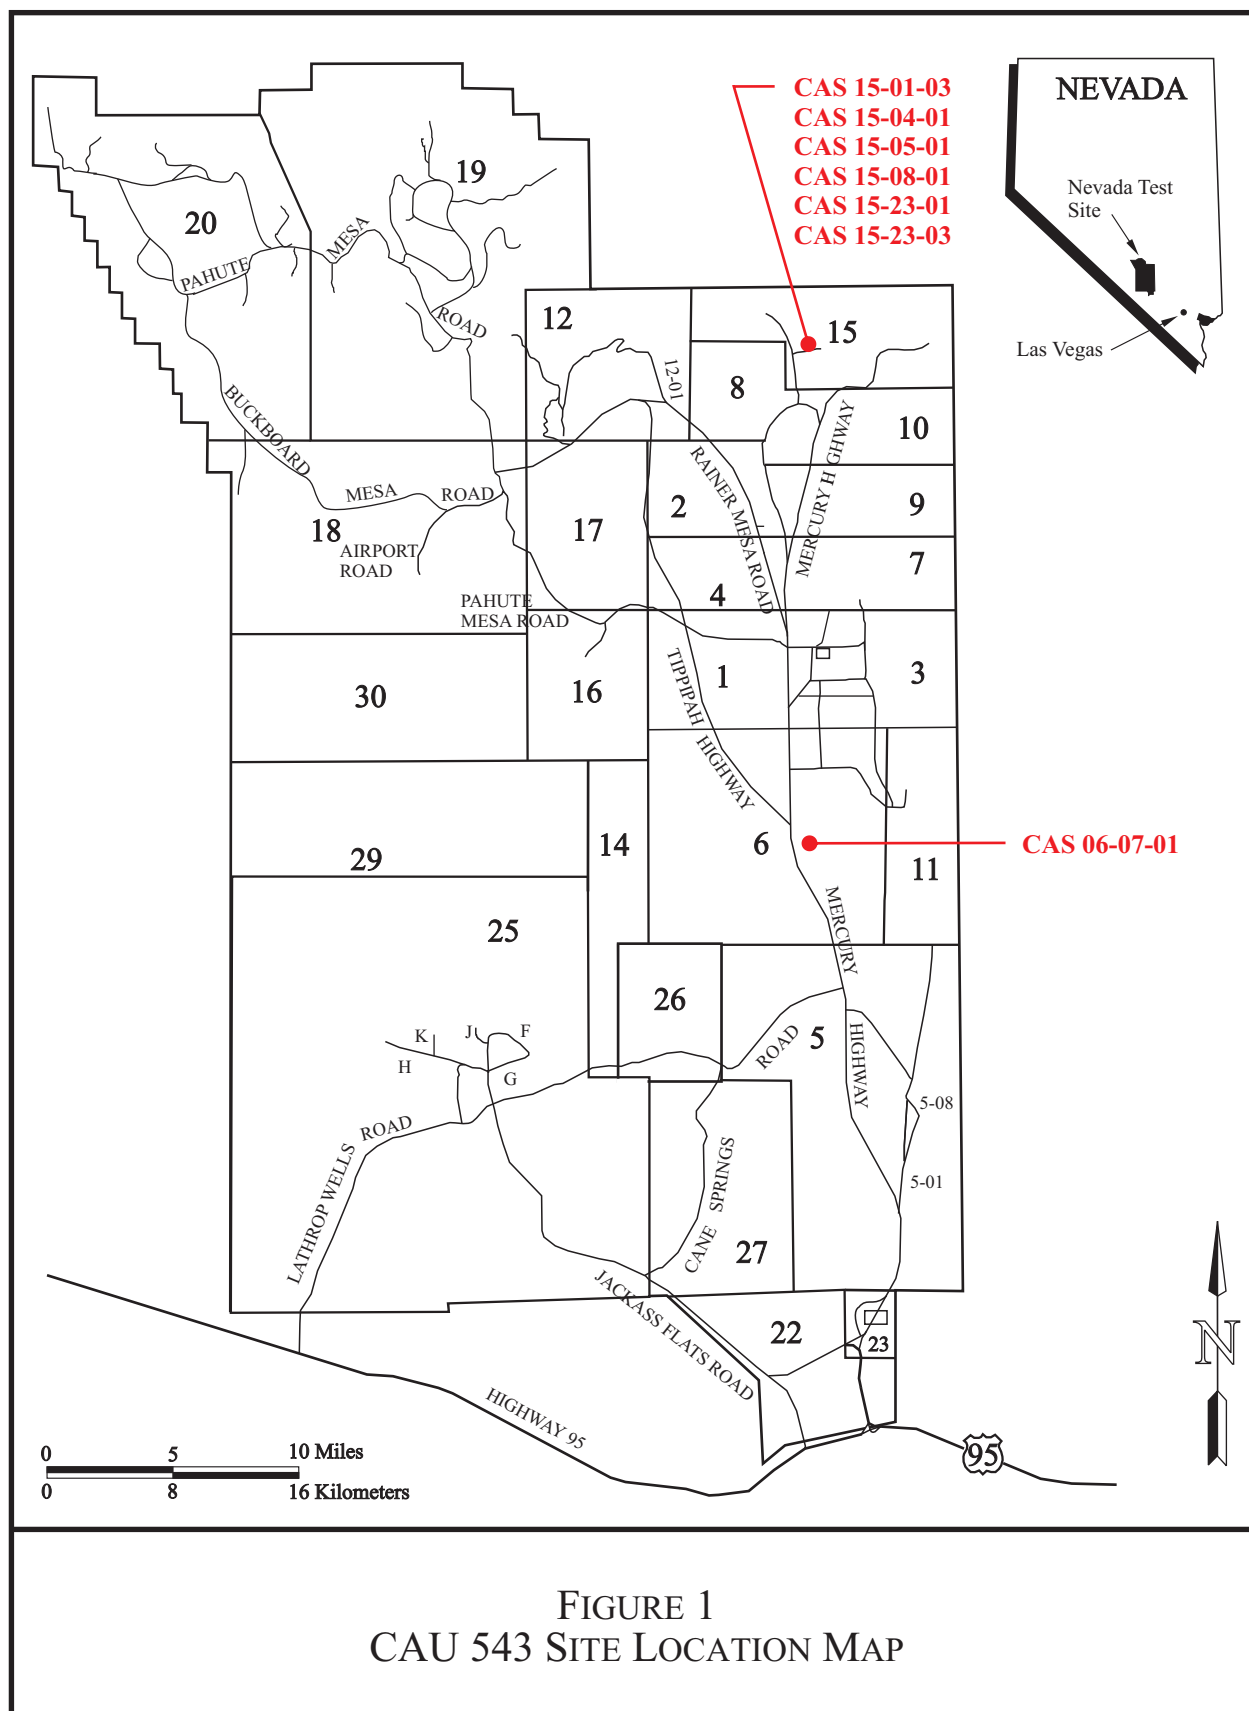 CAS 15-01-03
CAS 15-04-01
CAS 15-05-01
CAS 15-08-01
CAS 15-23-01
CAS 15-23-03
NEVADA
Nevada Test
Site
Las Vegas
19
20
PAHUTE
MESA
ROAD
12
15
12-01
8
10
BUCKBOARD
MESA
ROAD
RAINER MESA ROAD
MERCURY H GHWAY
2
9
18
17
AIRPORT
ROAD
7
4
PAHUTE
MESA ROAD
1
3
TIPPIPAH HIGHWAY
30
16
6
CAS 06-07-01
14
29
11
25
MERCURY
HIGHWAY
26
5
ROAD
K
J
F
H
G
5-08
LATHROP WELLS ROAD
CANE SPRINGS
5-01
27
JACKASS FLATS ROAD
22
23
N
HIGHWAY 95
95
0 5 10 Miles
0 8 16 Kilometers
FIGURE 1
CAU 543 SITE LOCATION MAP